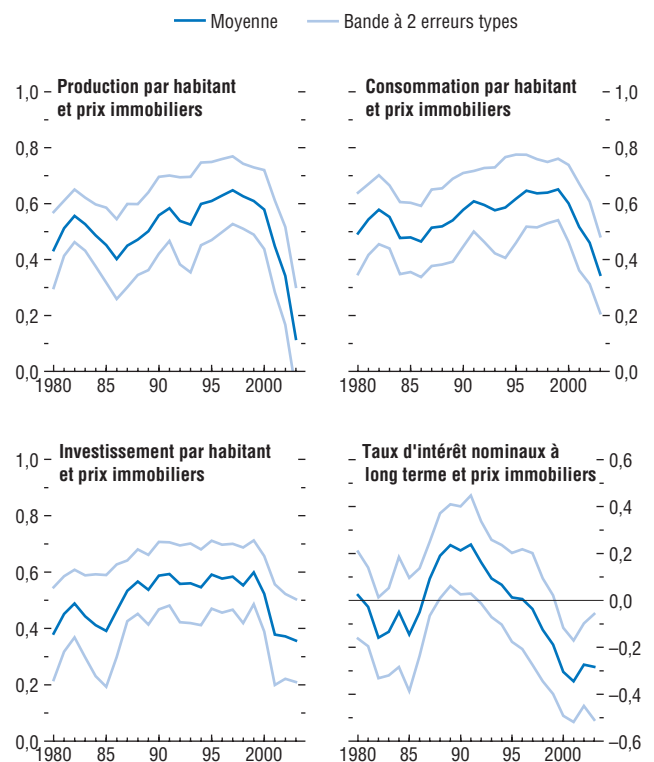 Moyenne Bande à 2 erreurs types
Production par habitant
et prix immobiliers
1,0
0,8
0,6
0,4
0,2
0,0
1980 85 90 95 2000
Consommation par habitant
et prix immobiliers
1,0
0,8
0,6
0,4
0,2
0,0
1980 85 90 95 2000
Investissement par habitant
et prix immobiliers
1,0
0,8
0,6
0,4
0,2
0,0
1980 85 90 95 2000
Taux d'intérêt nominaux à
long terme et prix immobiliers
0,6
0,4
0,2
0,0
–0,2
–0,4
–0,6
1980 85 90 95 2000